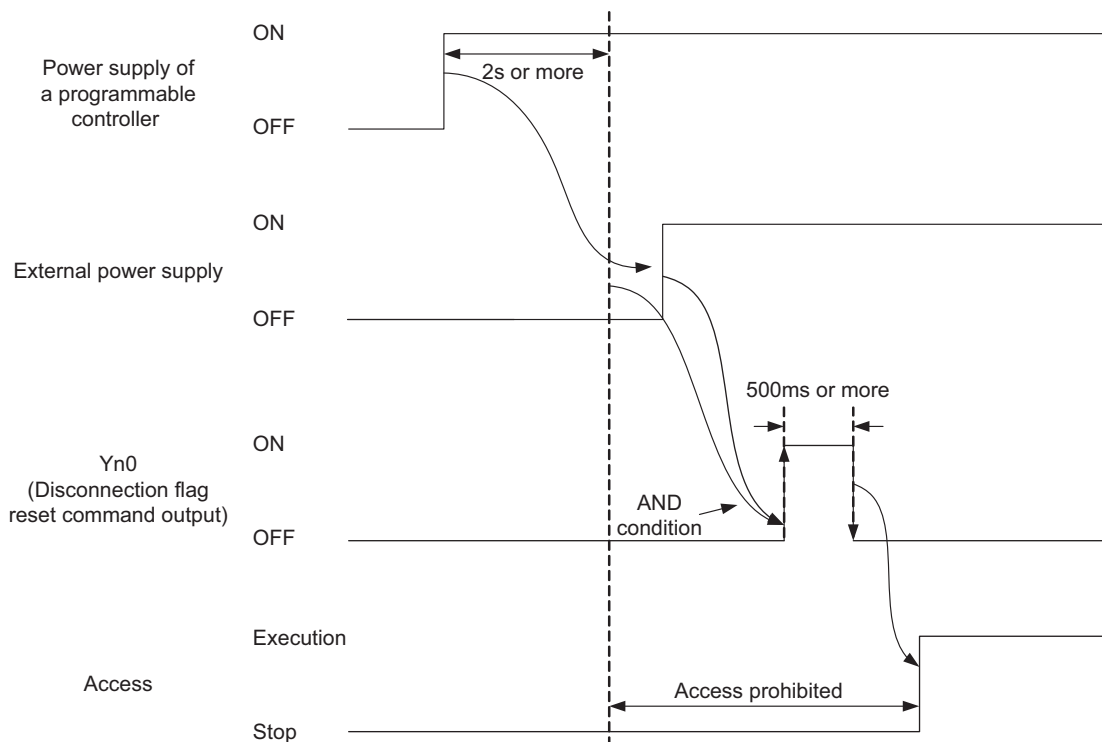 ON
Power supply of
a programmable
controller
2s or more
OFF
ON
External power supply
OFF
500ms or more
ON
Yn0
(Disconnection flag
reset command output)
AND
condition
OFF
Execution
Access
Access prohibited
Stop